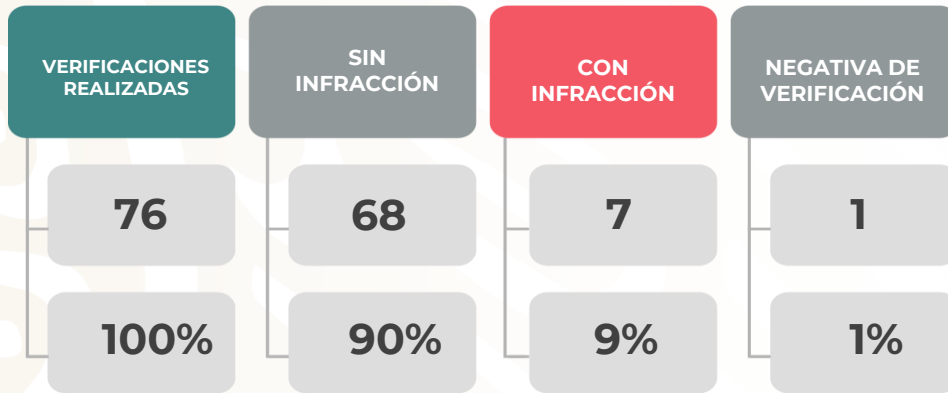 VERIFICACIONES
REALIZADAS
SIN
INFRACCIÓN
CON
INFRACCIÓN
NEGATIVA DE
VERIFICACIÓN
76
68
7
1
100%
90%
9%
1%